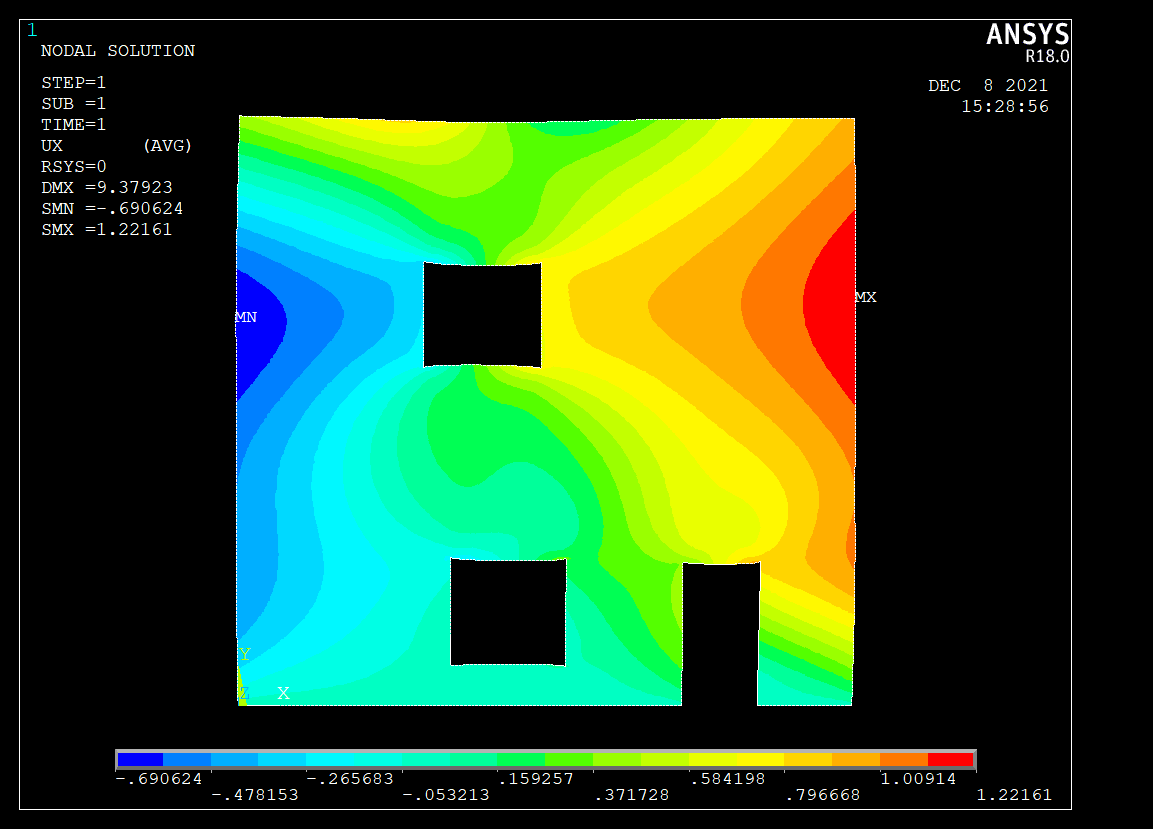 1
ANSYS
R18.0
NODAL SOLUTION
STEP=1
SUB =1
TIME=1
UX (AVG)
RSYS=0
DMX =9.37923
SMN =-.690624
SMX =1.22161
DEC 8 2021
15:28:56
MN
MX
Y
Z X
-.690624 -.265683 .159257 .584198 1.00914
-.478153 -.053213 .371728 .796668 1.22161